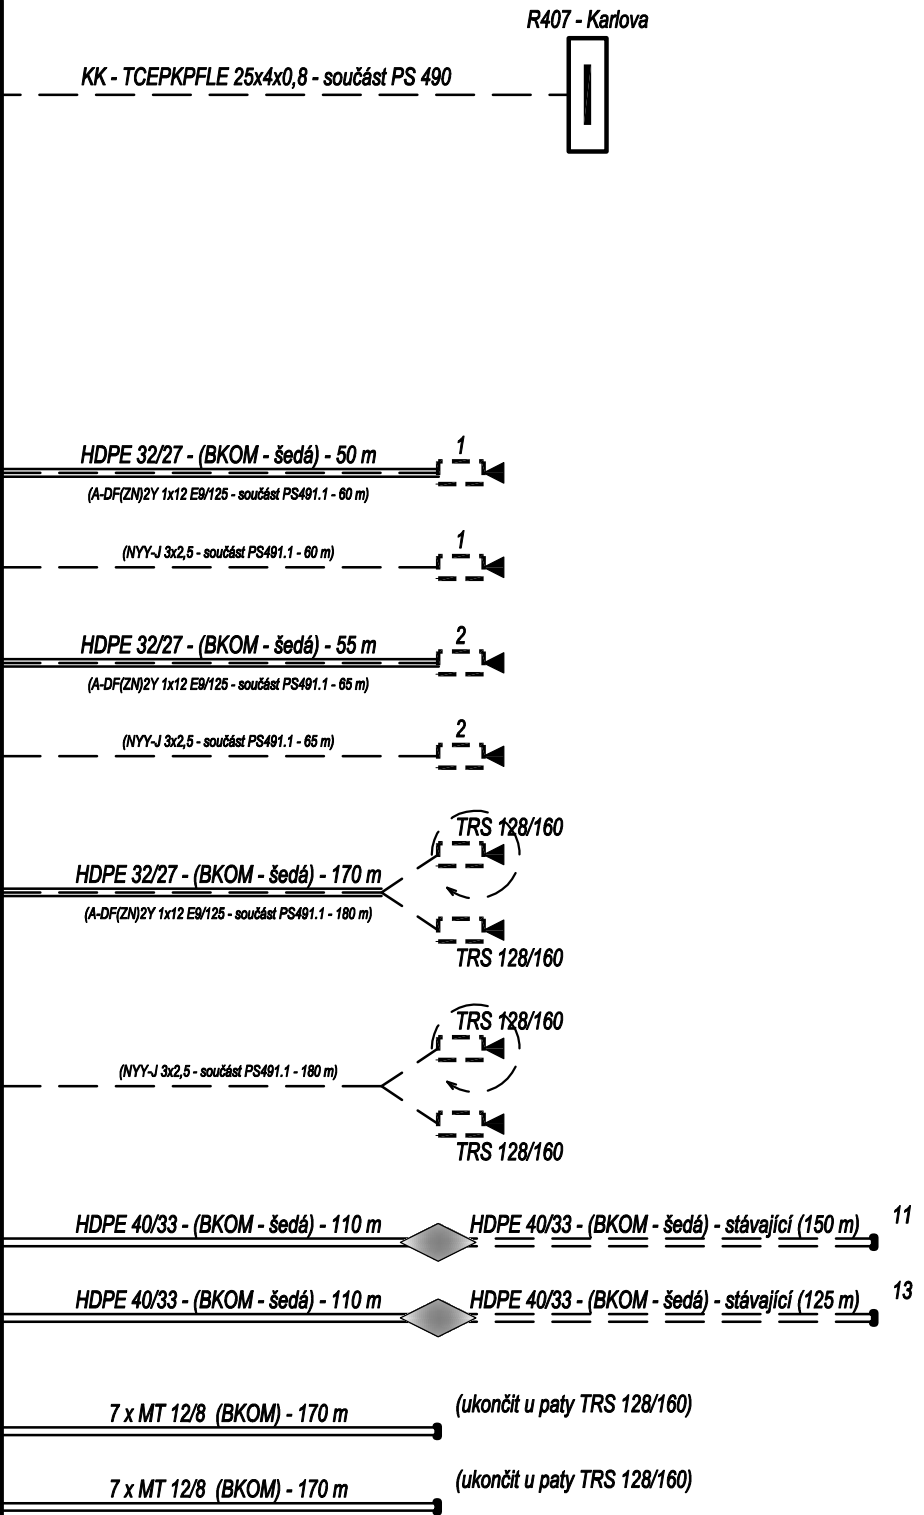 R407 - Karlova
KK - TCEPKPFLE 25x4x0,8 - součást PS 490
HDPE 32/27 - (BKOM - šedá) - 50 m
1
(A-DF(ZN)2Y 1x12 E9/125 - součást PS491.1 - 60 m)
(NYY-J 3x2,5 - součást PS491.1 - 60 m)
1
HDPE 32/27 - (BKOM - šedá) - 55 m
2
(A-DF(ZN)2Y 1x12 E9/125 - součást PS491.1 - 65 m)
(NYY-J 3x2,5 - součást PS491.1 - 65 m)
2
TRS 128/160
HDPE 32/27 - (BKOM - šedá) - 170 m
(A-DF(ZN)2Y 1x12 E9/125 - součást PS491.1 - 180 m)
TRS 128/160
TRS 128/160
(NYY-J 3x2,5 - součást PS491.1 - 180 m)
TRS 128/160
HDPE 40/33 - (BKOM - šedá) - 110 m
HDPE 40/33 - (BKOM - šedá) - stávající (150 m)
11
HDPE 40/33 - (BKOM - šedá) - 110 m
HDPE 40/33 - (BKOM - šedá) - stávající (125 m)
13
7 x MT 12/8 (BKOM) - 170 m
(ukončit u paty TRS 128/160)
7 x MT 12/8 (BKOM) - 170 m
(ukončit u paty TRS 128/160)